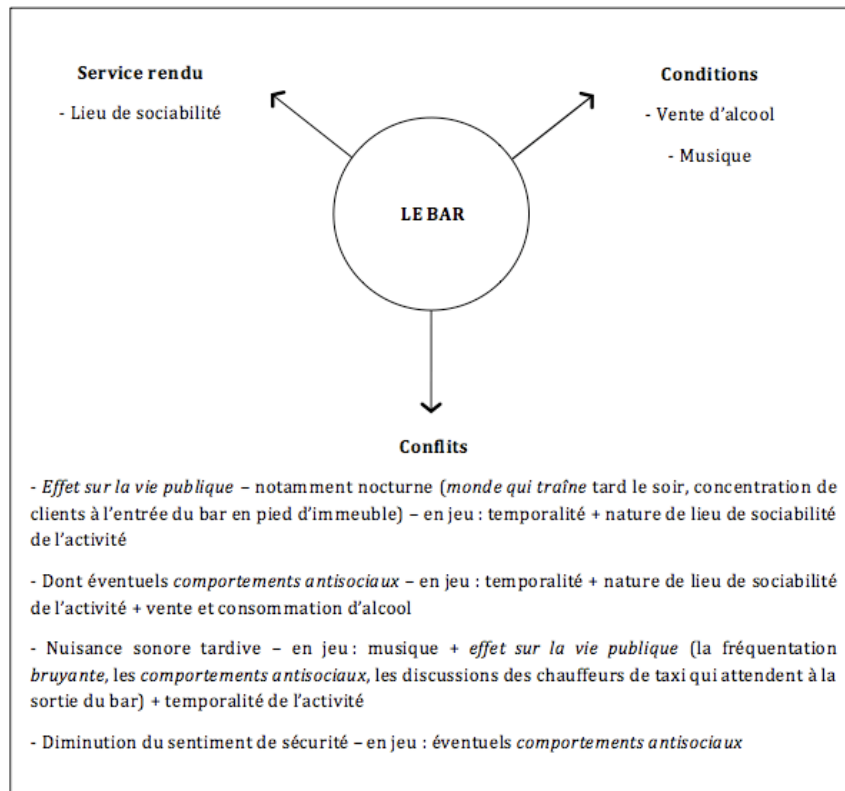 Service rendu
- Lieu de sociabilité
Conditions
- Vente d'alcool
- Musique
LE BAR
Conflits
- Effet sur la vie publique – notamment nocturne (monde qui traîne tard le soir, concentration de
clients à l'entrée du bar en pied d'immeuble) – en jeu : temporalité + nature de lieu de sociabilité
de l'activité
- Dont éventuels comportements antisociaux – en jeu : temporalité + nature de lieu de sociabilité
de l'activité + vente et consommation d'alcool
- Nuisance sonore tardive – en jeu : musique + effet sur la vie publique (la fréquentation
bruyante, les comportements antisociaux, les discussions des chauffeurs de taxi qui attendent à la
sortie du bar) + temporalité de l'activité
- Diminution du sentiment de sécurité – en jeu : éventuels comportements antisociaux